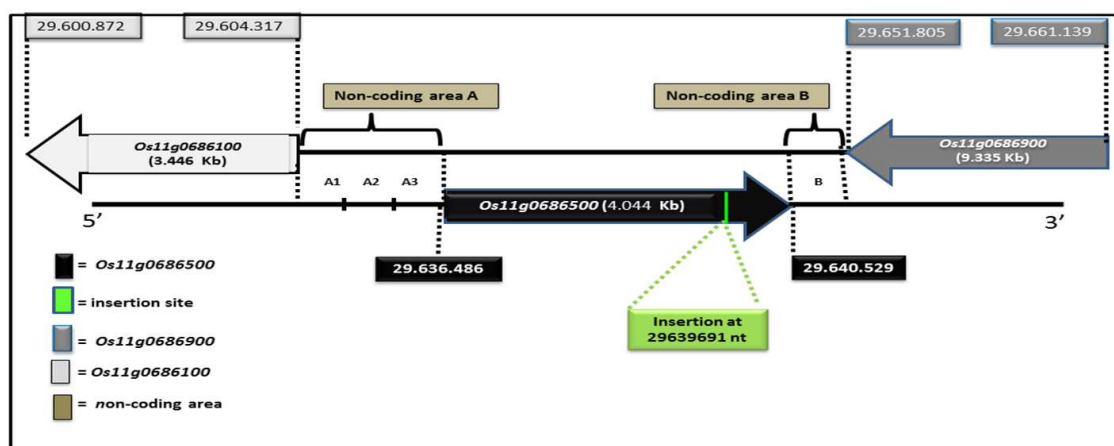 29.600.872
29.604.317
29.651.805
29.661.139
Non-coding area A
Non-coding area B
Os11g0686100
(3.446 Kb)
Os11g0686900
(9.335 Kb)
A1
A2
A3
B
Os11g0686500 (4.044 Kb)
5’
3’
29.636.486
29.640.529
Insertion at
29639691 nt
= Os11g0686500
= insertion site
= Os11g0686900
= Os11g0686100
= non-coding area